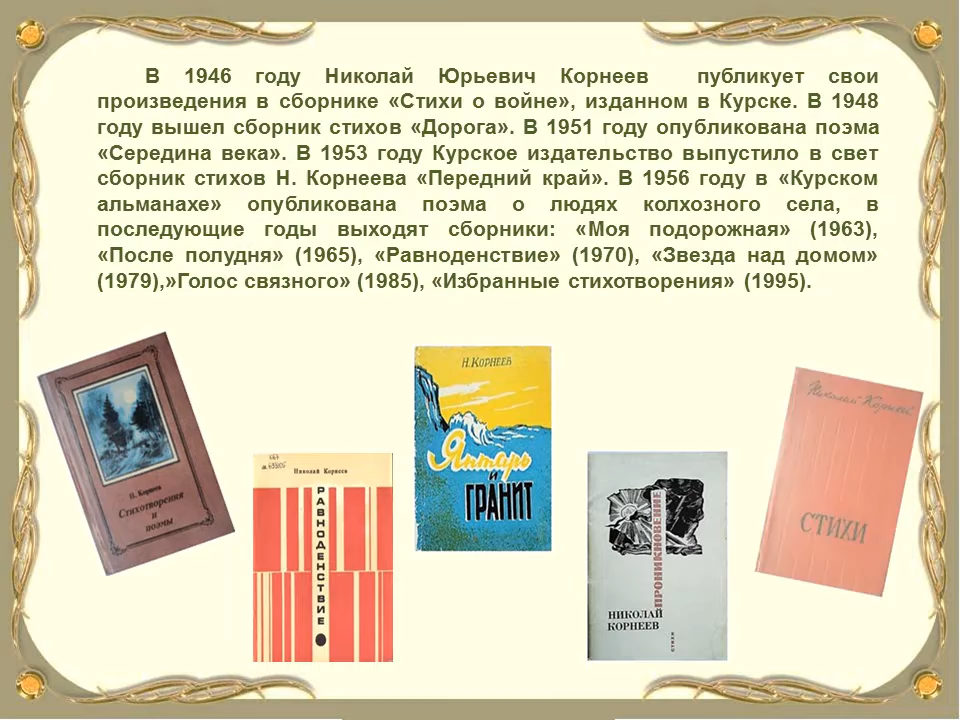 В 1946 году Николай Юрьевич Корнеев публикует свои
произведения в сборнике «Стихи о войне», изданном в Курске. В 1948
году вышел сборник стихов «Дорога». В 1951 году опубликована поэма
«Середина века». В 1953 году Курское издательство выпустило в свет
сборник стихов Н. Корнеева «Передний край». В 1956 году в «Курском
альманахе» опубликована поэма о людях колхозного села, в
последующие годы выходят сборники: «Моя подорожная» (1963),
«После полудня» (1965), «Равноденствие» (1970), «Звезда над домом»
(1979),»Голос связного» (1985), «Избранные стихотворения» (1995).
Н. Корнеев
Стихотворения
и
поэмы
Николай Корнеев
РАВНОДЕНСТВИЕ
Н. КОРНЕЕВ
Янтарь
и
ГРАНИТ
ПРОНИКНОВЕНИЕ
НИКОЛАЙ
КОРНЕЕВ
СТИХИ
Николай Корнеев
СТИХИ